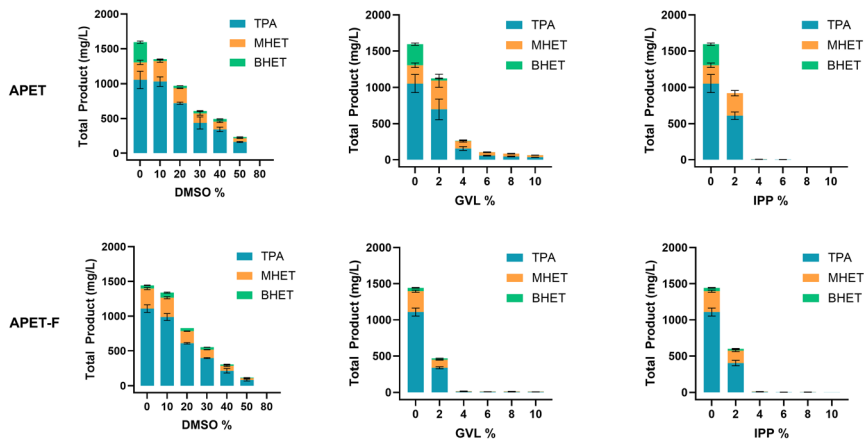 APET
Total Product (mg/L)
2000
1500
1000
500
0
0 10 20 30 40 50 80
DMSO %
TPA
MHET
BHET
Total Product (mg/L)
2000
1500
1000
500
0
0 2 4 6 8 10
GVL %
TPA
MHET
BHET
Total Product (mg/L)
2000
1500
1000
500
0
0 2 4 6 8 10
IPP %
TPA
MHET
BHET
APET-F
Total Product (mg/L)
2000
1500
1000
500
0
0 10 20 30 40 50 80
DMSO %
TPA
MHET
BHET
Total Product (mg/L)
2000
1500
1000
500
0
0 2 4 6 8 10
GVL %
TPA
MHET
BHET
Total Product (mg/L)
2000
1500
1000
500
0
0 2 4 6 8 10
IPP %
TPA
MHET
BHET